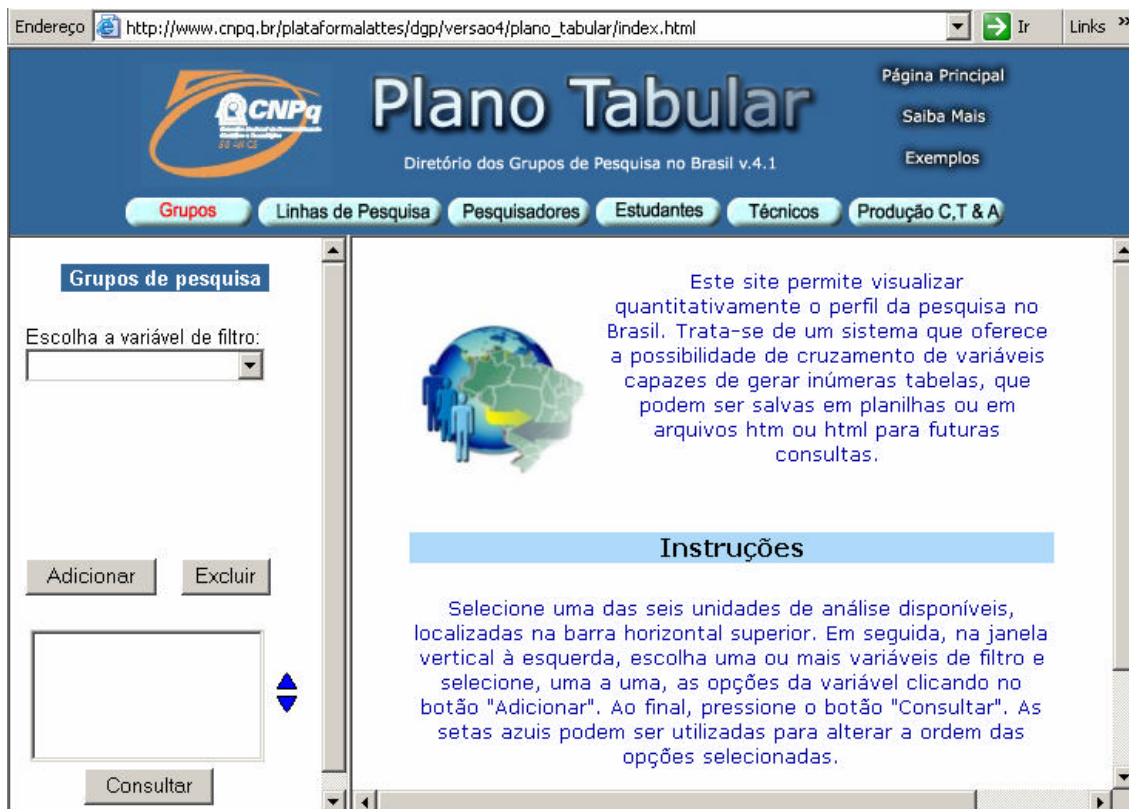 Endereço http://www.cnpq.br/plataformalattes/dgp/versao4/plano_tabular/index.html Ir Links »
CNPq
Plano Tabular
Diretório dos Grupos de Pesquisa no Brasil v.4.1
Página Principal
Saiba Mais
Exemplos
Grupos Linhas de Pesquisa Pesquisadores Estudantes Técnicos Produção C,T & A
Grupos de pesquisa
Escolha a variável de filtro:
Adicionar Excluir
Consultar
Este site permite visualizar
quantitativamente o perfil da pesquisa no
Brasil. Trata-se de um sistema que oferece
a possibilidade de cruzamento de variáveis
capazes de gerar inúmeras tabelas, que
podem ser salvas em planilhas ou em
arquivos htm ou html para futuras
consultas.
Instruções
Selecione uma das seis unidades de análise disponíveis,
localizadas na barra horizontal superior. Em seguida, na janela
vertical à esquerda, escolha uma ou mais variáveis de filtro e
selecione, uma a uma, as opções da variável clicando no
botão "Adicionar". Ao final, pressione o botão "Consultar". As
setas azuis podem ser utilizadas para alterar a ordem das
opções selecionadas.